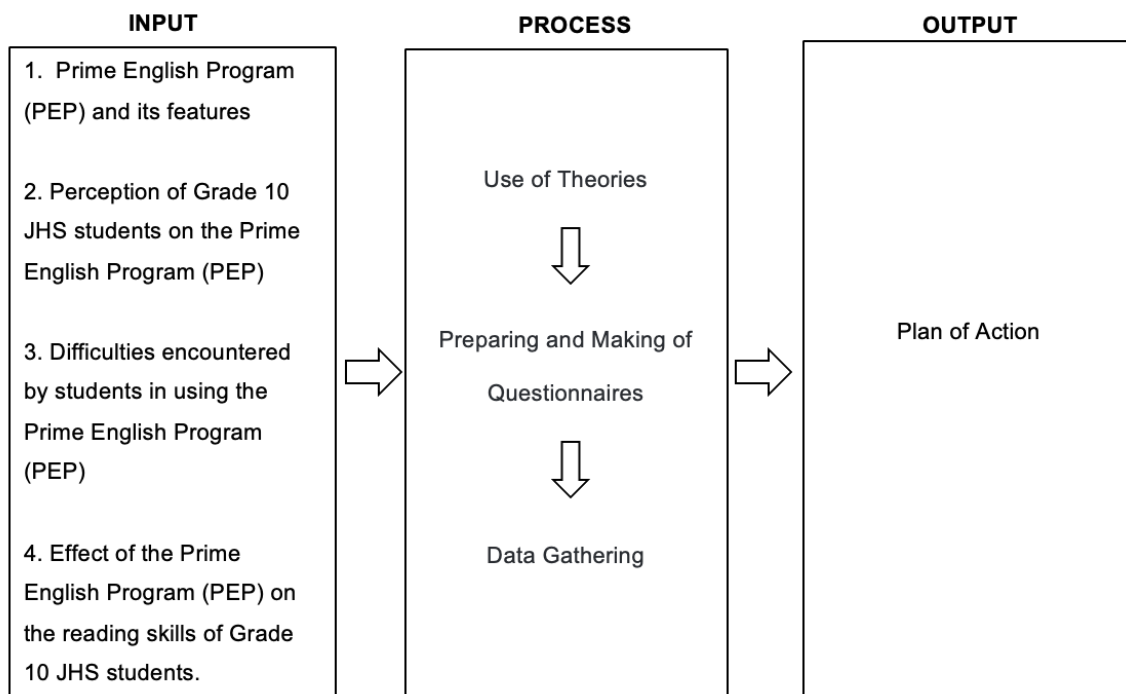 INPUT
1. Prime English Program
(PEP) and its features
2. Perception of Grade 10
JHS students on the Prime
English Program (PEP)
3. Difficulties encountered
by students in using the
Prime English Program
(PEP)
4. Effect of the Prime
English Program (PEP) on
the reading skills of Grade
10 JHS students.
PROCESS
Use of Theories
Preparing and Making of
Questionnaires
Data Gathering
OUTPUT
Plan of Action